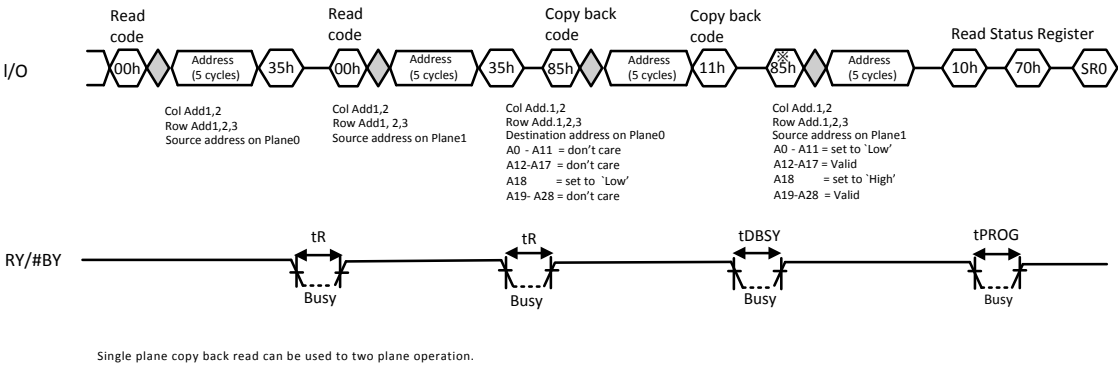 Read code
Read code
Copy back code
Copy back code
Read Status Register
I/O
00h
Address (5 cycles)
35h
00h
Address (5 cycles)
35h
85h
Address (5 cycles)
11h
※
85h
Address (5 cycles)
10h
70h
SR0
Col Add1,2
Row Add1,2,3
Source address on Plane0
Col Add1,2
Row Add1, 2,3
Source address on Plane1
Col Add.1,2
Row Add.1,2,3
Destination address on Plane0
A0 - A11 = don't care
A12-A17 = don't care
A18 = set to `Low'
A19- A28 = don't care
Col Add.1,2
Row Add.1,2,3
Source address on Plane1
A0 - A11 = set to `Low'
A12-A17 = Valid
A18 = set to `High'
A19-A28 = Valid
RY/#BY
tR
tR
tDBSY
tPROG
Busy
Busy
Busy
Busy
Single plane copy back read can be used to two plane operation.